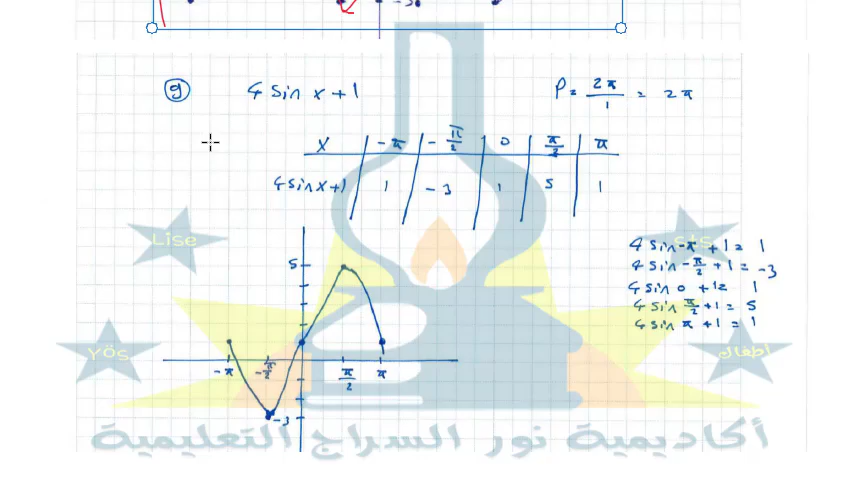 -3
g 4 sin x + 1 P = 2π/1 = 2π
x -π -π/2 0 π/2 π
4 sin x + 1 1 -3 1 5 1
4 sin -π + 1 = 1
4 sin -π/2 + 1 = -3
4 sin 0 + 1 = 1
4 sin π/2 + 1 = 5
4 sin π + 1 = 1
5
-π -π/2 π/2 π
-3
Lise
Yös
أطفال
أكاديمية نور السراج التعليمية